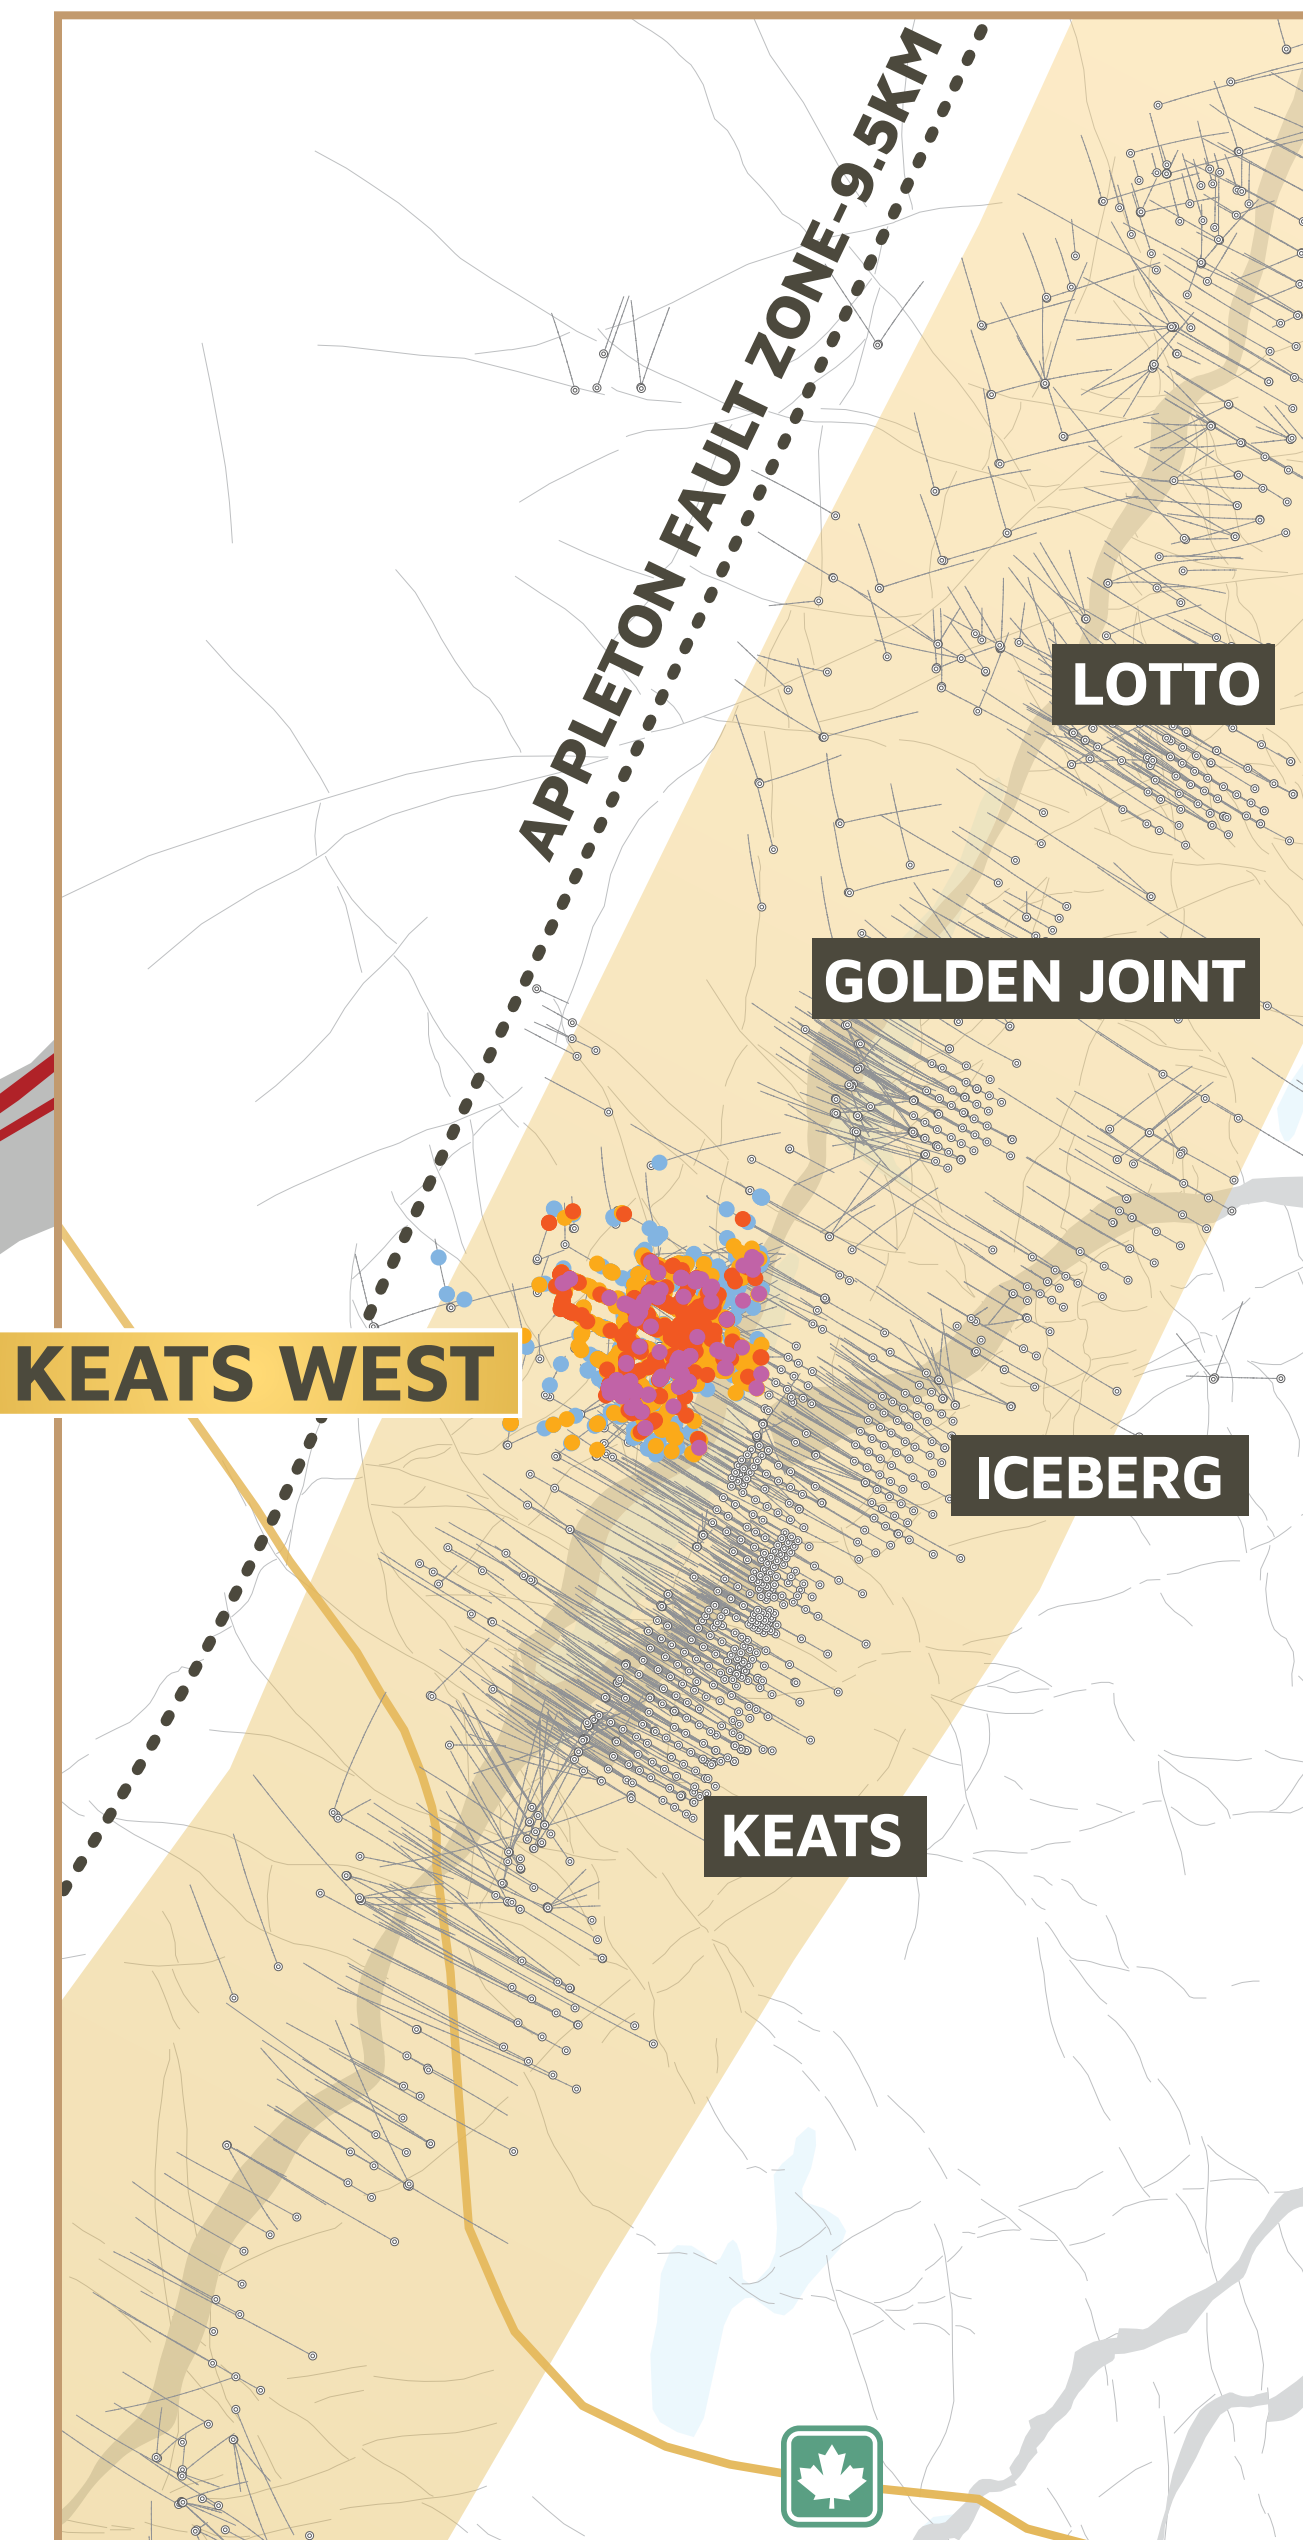 APPLETON FAULT ZONE-9.5KM
LOTTO
GOLDEN JOINT
KEATS WEST
ICEBERG
KEATS